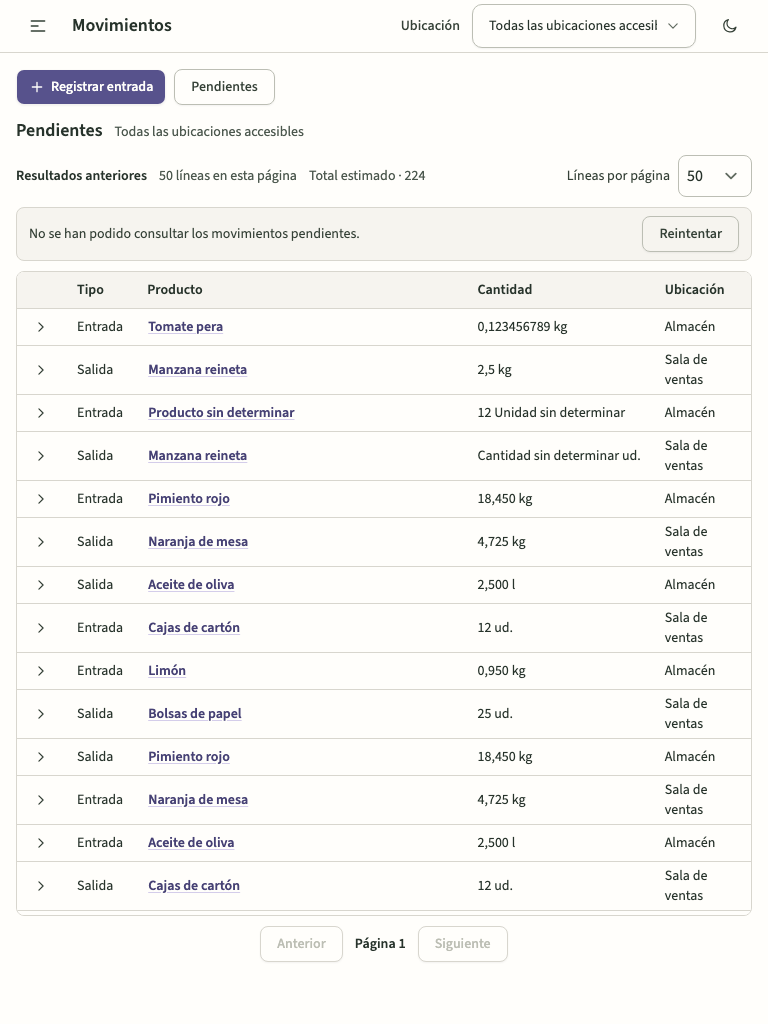 Movimientos
Ubicación
Todas las ubicaciones accesil
Registrar entrada
Pendientes
Pendientes Todas las ubicaciones accesibles
Resultados anteriores 50 líneas en esta página Total estimado · 224
Líneas por página 50
No se han podido consultar los movimientos pendientes.
Reintentar
Tipo Producto Cantidad Ubicación
Entrada Tomate pera 0,123456789 kg Almacén
Salida Manzana reineta 2,5 kg Sala de
ventas
Entrada Producto sin determinar 12 Unidad sin determinar Almacén
Salida Manzana reineta Cantidad sin determinar ud. Sala de
ventas
Entrada Pimiento rojo 18,450 kg Almacén
Salida Naranja de mesa 4,725 kg Sala de
ventas
Salida Aceite de oliva 2,500 l Almacén
Entrada Cajas de cartón 12 ud. Sala de
ventas
Entrada Limón 0,950 kg Almacén
Salida Bolsas de papel 25 ud. Sala de
ventas
Salida Pimiento rojo 18,450 kg Almacén
Entrada Naranja de mesa 4,725 kg Sala de
ventas
Entrada Aceite de oliva 2,500 l Almacén
Salida Cajas de cartón 12 ud. Sala de
ventas
Anterior Página 1 Siguiente